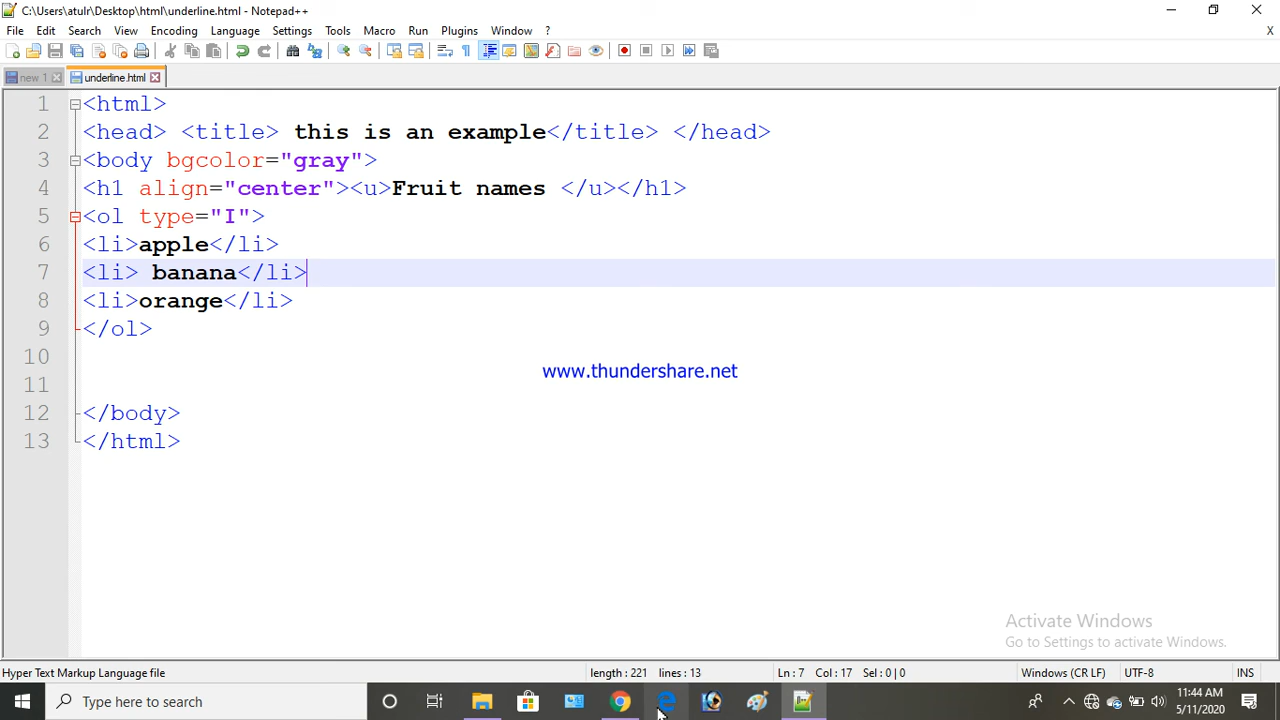 C:\Users\atulr\Desktop\html\underline.html - Notepad++
File Edit Search View Encoding Language Settings Tools Macro Run Plugins Window ? X
new 1 underline.html
1 <html>
2 <head> <title> this is an example</title> </head>
3 <body bgcolor="gray">
4 <h1 align="center"><u>Fruit names </u></h1>
5 <ol type="I">
6 <li>apple</li>
7 <li> banana</li>
8 <li>orange</li>
9 </ol>
10
www.thundershare.net
11
12 </body>
13 </html>
Activate Windows
Go to Settings to activate Windows.
Hyper Text Markup Language file length : 221 lines : 13 Ln : 7 Col : 17 Sel : 0 | 0 Windows (CR LF) UTF-8 INS
Type here to search
11:44 AM
5/11/2020